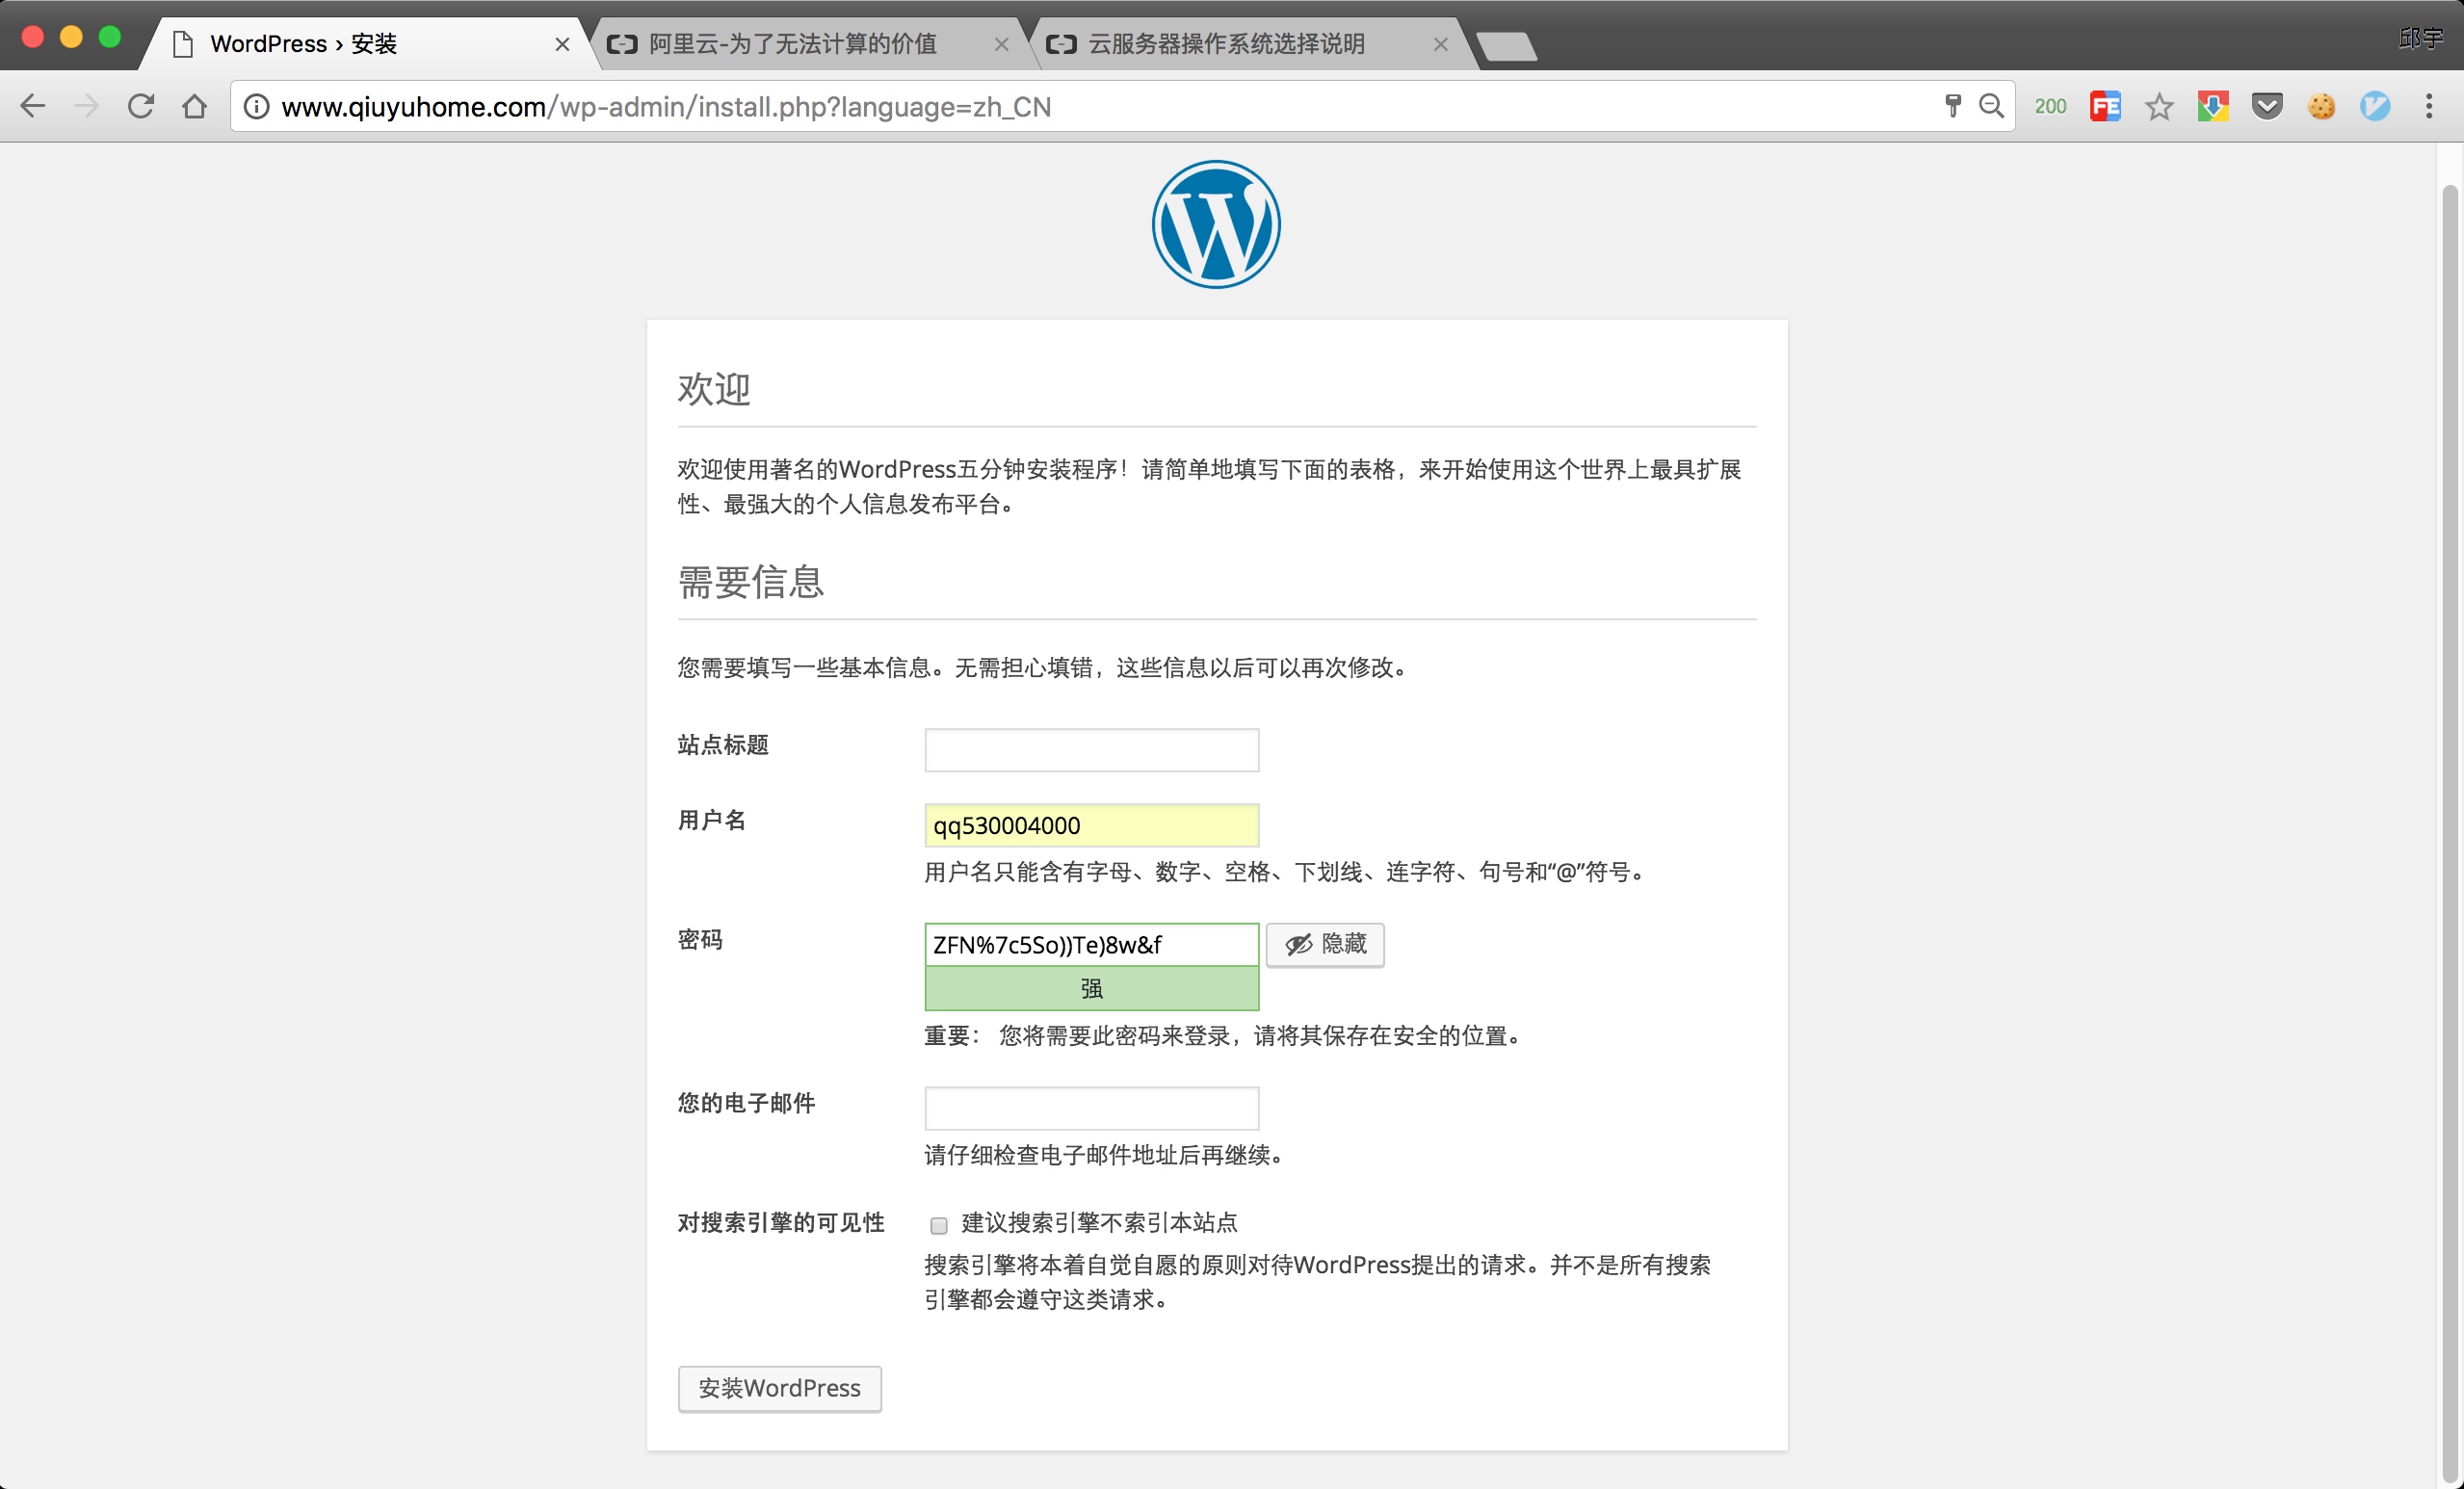 WordPress › 安装
阿里云-为了无法计算的价值
云服务器操作系统选择说明
邱宇
www.qiuyuhome.com/wp-admin/install.php?language=zh_CN
200
FE
欢迎
欢迎使用著名的WordPress五分钟安装程序！请简单地填写下面的表格，来开始使用这个世界上最具扩展
性、最强大的个人信息发布平台。
需要信息
您需要填写一些基本信息。无需担心填错，这些信息以后可以再次修改。
站点标题
用户名
qq530004000
用户名只能含有字母、数字、空格、下划线、连字符、句号和“@”符号。
密码
ZFN%7c5So))Te)8w&f
隐藏
强
重要： 您将需要此密码来登录，请将其保存在安全的位置。
您的电子邮件
请仔细检查电子邮件地址后再继续。
对搜索引擎的可见性
建议搜索引擎不索引本站点
搜索引擎将本着自觉自愿的原则对待WordPress提出的请求。并不是所有搜索
引擎都会遵守这类请求。
安装WordPress